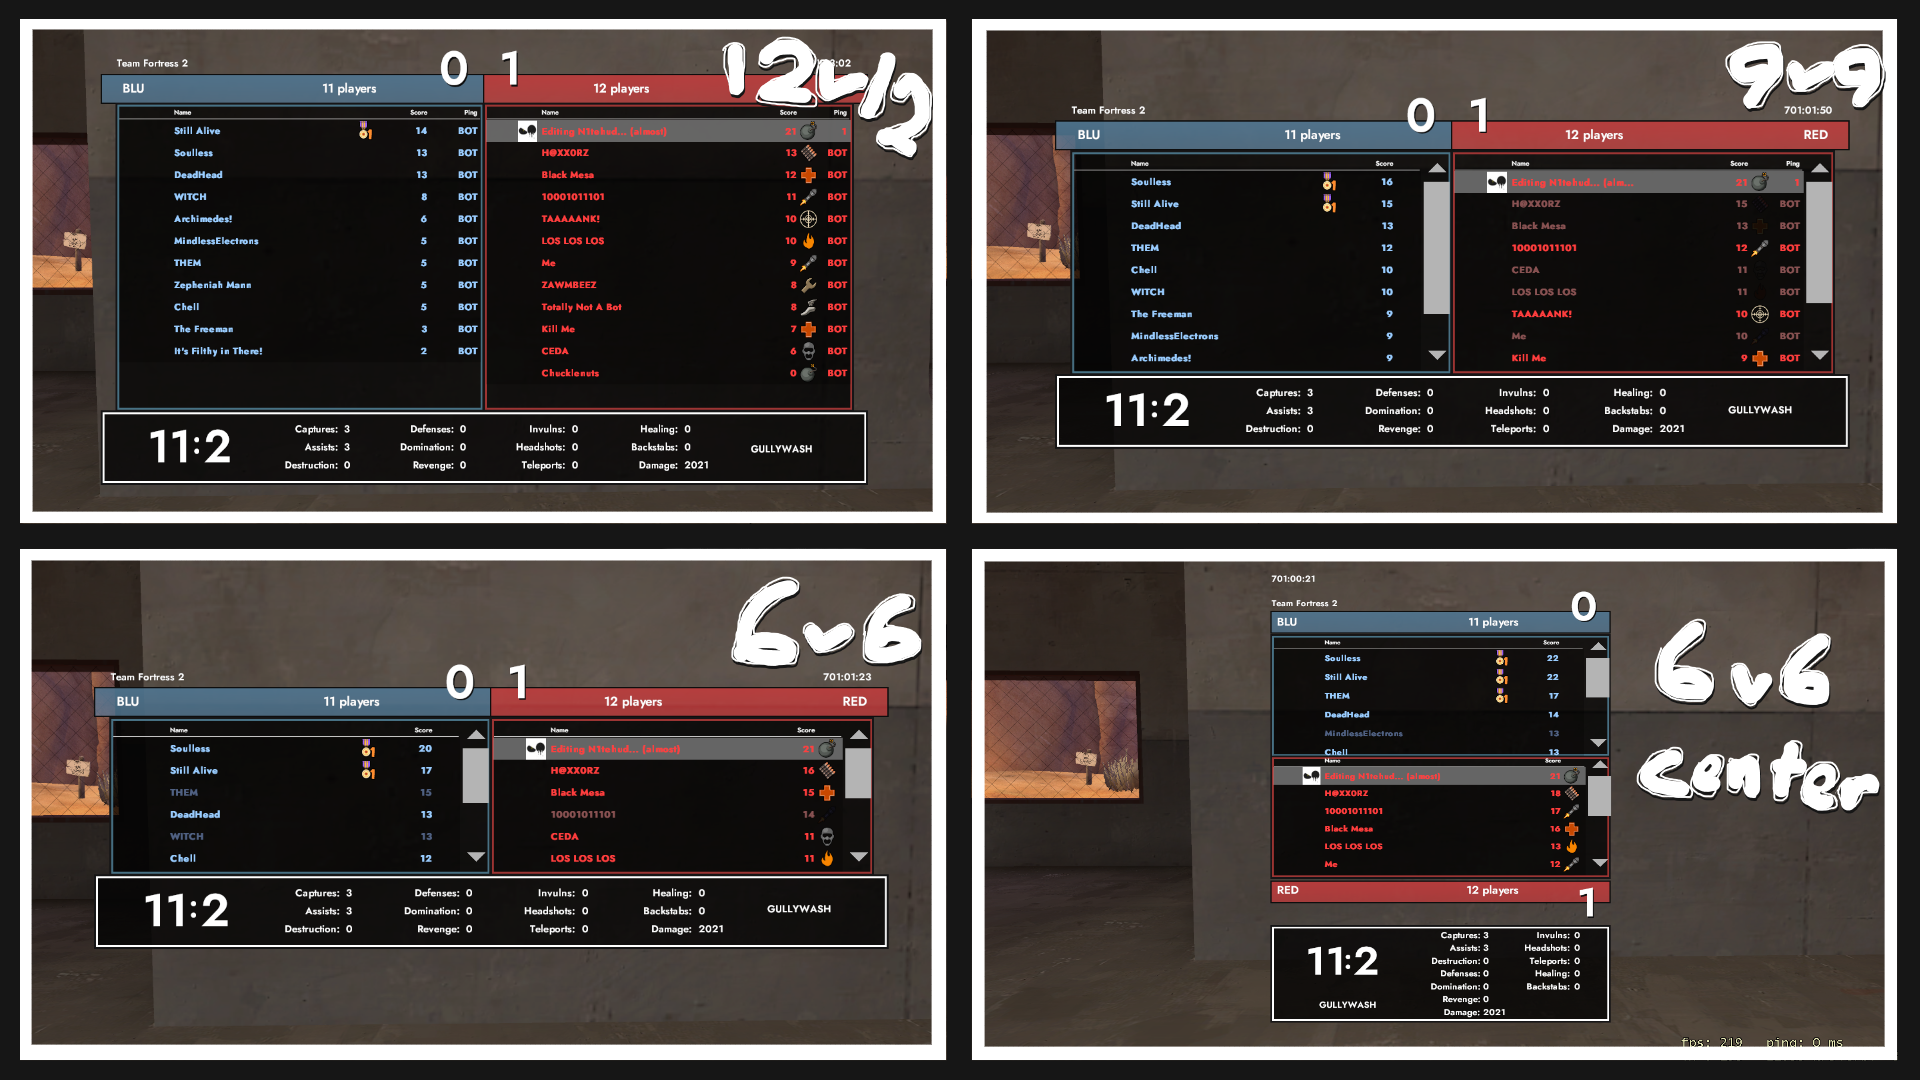 12v12
Team Fortress 2 0 1 :02
BLU 11 players 12 players
Name Score Ping Name Score Ping
Still Alive 1 14 BOT Editing N1tehud... (almost) 21 1
Soulless 13 BOT H@XX0RZ 13 BOT
DeadHead 13 BOT Black Mesa 12 BOT
WITCH 8 BOT 10001011101 11 BOT
Archimedes! 6 BOT TAAAAANK! 10 BOT
MindlessElectrons 5 BOT LOS LOS LOS 10 BOT
THEM 5 BOT Me 9 BOT
Zepheniah Mann 5 BOT ZAWMBEEZ 8 BOT
Chell 5 BOT Totally Not A Bot 8 BOT
The Freeman 3 BOT Kill Me 7 BOT
It's Filthy in There! 2 BOT CEDA 6 BOT
Chucklenuts 0 BOT
11:2
Captures: 3 Defenses: 0 Invulns: 0 Healing: 0
Assists: 3 Domination: 0 Headshots: 0 Backstabs: 0
Destruction: 0 Revenge: 0 Teleports: 0 Damage: 2021
GULLYWASH
9v9
Team Fortress 2 0 1 701:01:50
BLU 11 players 12 players RED
Name Score Name Score Ping
Soulless 1 16 Editing N1tehud... (alm... 21 1
Still Alive 1 15 H@XX0RZ 15 BOT
DeadHead 13 Black Mesa 13 BOT
THEM 12 10001011101 12 BOT
Chell 10 CEDA 11 BOT
WITCH 10 LOS LOS LOS 11 BOT
The Freeman 9 TAAAAANK! 10 BOT
MindlessElectrons 9 Me 10 BOT
Archimedes! 9 Kill Me 9 BOT
11:2
Captures: 3 Defenses: 0 Invulns: 0 Healing: 0
Assists: 3 Domination: 0 Headshots: 0 Backstabs: 0
Destruction: 0 Revenge: 0 Teleports: 0 Damage: 2021
GULLYWASH
6v6
Team Fortress 2 0 1 701:01:23
BLU 11 players 12 players RED
Name Score Name Score
Soulless 1 20 Editing N1tehud... (almost) 21
Still Alive 1 17 H@XX0RZ 16
THEM 15 Black Mesa 15
DeadHead 13 10001011101 14
WITCH 13 CEDA 11
Chell 12 LOS LOS LOS 11
11:2
Captures: 3 Defenses: 0 Invulns: 0 Healing: 0
Assists: 3 Domination: 0 Headshots: 0 Backstabs: 0
Destruction: 0 Revenge: 0 Teleports: 0 Damage: 2021
GULLYWASH
6v6
center
701:00:21
Team Fortress 2 0
BLU 11 players
Name Score
Soulless 1 22
Still Alive 1 22
THEM 1 17
DeadHead 14
MindlessElectrons 13
Chell 13
Name Score
Editing N1tehud... (almost) 21
H@XX0RZ 18
10001011101 17
Black Mesa 16
LOS LOS LOS 13
Me 12
RED 12 players 1
11:2
GULLYWASH
Captures: 3 Invulns: 0
Assists: 3 Headshots: 0
Destruction: 0 Teleports: 0
Defenses: 0 Healing: 0
Domination: 0 Backstabs: 0
Revenge: 0
Damage: 2021
fps: 219 ping: 0 ms